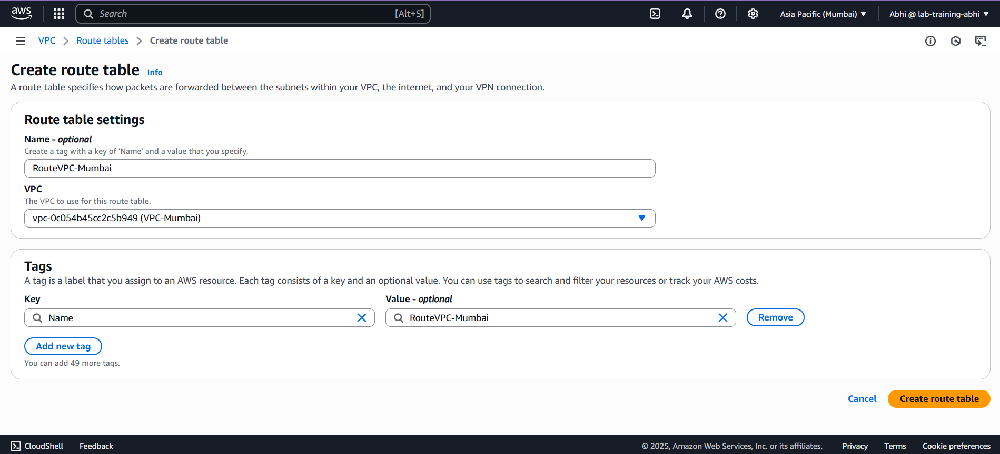 aws
Search [Alt+S] Asia Pacific (Mumbai) Abhi @ lab-training-abhi
VPC Route tables Create route table
Create route table Info
A route table specifies how packets are forwarded between the subnets within your VPC, the internet, and your VPN connection.
Route table settings
Name - optional
Create a tag with a key of 'Name' and a value that you specify.
RouteVPC-Mumbai
VPC
The VPC to use for this route table.
vpc-0c054b45cc2c5b949 (VPC-Mumbai)
Tags
A tag is a label that you assign to an AWS resource. Each tag consists of a key and an optional value. You can use tags to search and filter your resources or track your AWS costs.
Key Value - optional
Name RouteVPC-Mumbai Remove
Add new tag
You can add 49 more tags.
Cancel Create route table
CloudShell Feedback © 2025, Amazon Web Services, Inc. or its affiliates. Privacy Terms Cookie preferences